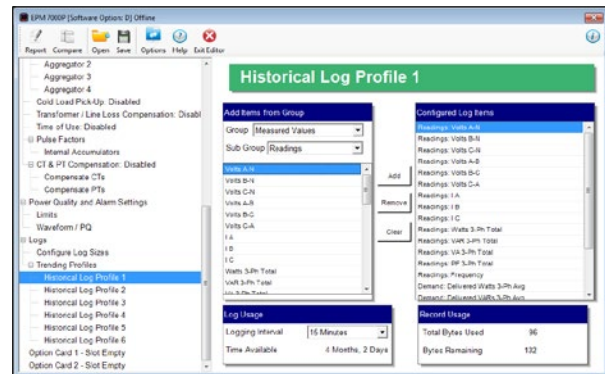 EPM 7000P [Software Option: D] Offline
Report Compare Open Save Options Help Exit Editor
Aggregator 2
Aggregator 3
Aggregator 4
Cold Load Pick-Up: Disabled
Transformer / Line Loss Compensation: Disabl
Time of Use: Disabled
Pulse Factors
Internal Accumulators
CT & PT Compensation: Disabled
Compensate CTs
Compensate PTs
Power Quality and Alarm Settings
Limits
Waveform / PQ
Logs
Configure Log Sizes
Trending Profiles
Historical Log Profile 1
Historical Log Profile 2
Historical Log Profile 3
Historical Log Profile 4
Historical Log Profile 5
Historical Log Profile 6
Option Card 1 - Slot Empty
Option Card 2 - Slot Empty
Historical Log Profile 1
Add Items from Group
Group Measured Values
Sub Group Readings
Volts A-N
Volts B-N
Volts C-N
Volts A-B
Volts B-C
Volts C-A
I A
I B
I C
Watts 3-Ph Total
VAR 3-Ph Total
VA 3-Ph Total
Add
Remove
Clear
Configured Log Items
Readings: Volts A-N
Readings: Volts B-N
Readings: Volts C-N
Readings: Volts A-B
Readings: Volts B-C
Readings: Volts C-A
Readings: I A
Readings: I B
Readings: I C
Readings: Watts 3-Ph Total
Readings: VAR 3-Ph Total
Readings: VA 3-Ph Total
Readings: PF 3-Ph Total
Readings: Frequency
Demand: Delivered Watts 3-Ph Avg
Demand: Delivered VARs 3-Ph Avg
Log Usage
Logging Interval 15 Minutes
Time Available 4 Months, 2 Days
Record Usage
Total Bytes Used 96
Bytes Remaining 132